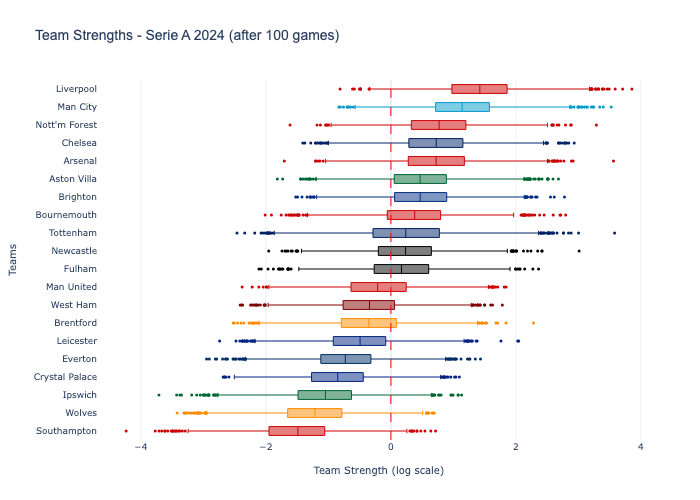 Team Strengths - Serie A 2024 (after 100 games)
Liverpool
Man City
Nott'm Forest
Chelsea
Arsenal
Aston Villa
Brighton
Bournemouth
Tottenham
Newcastle
Fulham
Man United
West Ham
Brentford
Leicester
Everton
Crystal Palace
Ipswich
Wolves
Southampton
Teams
−4 −2 0 2 4
Team Strength (log scale)